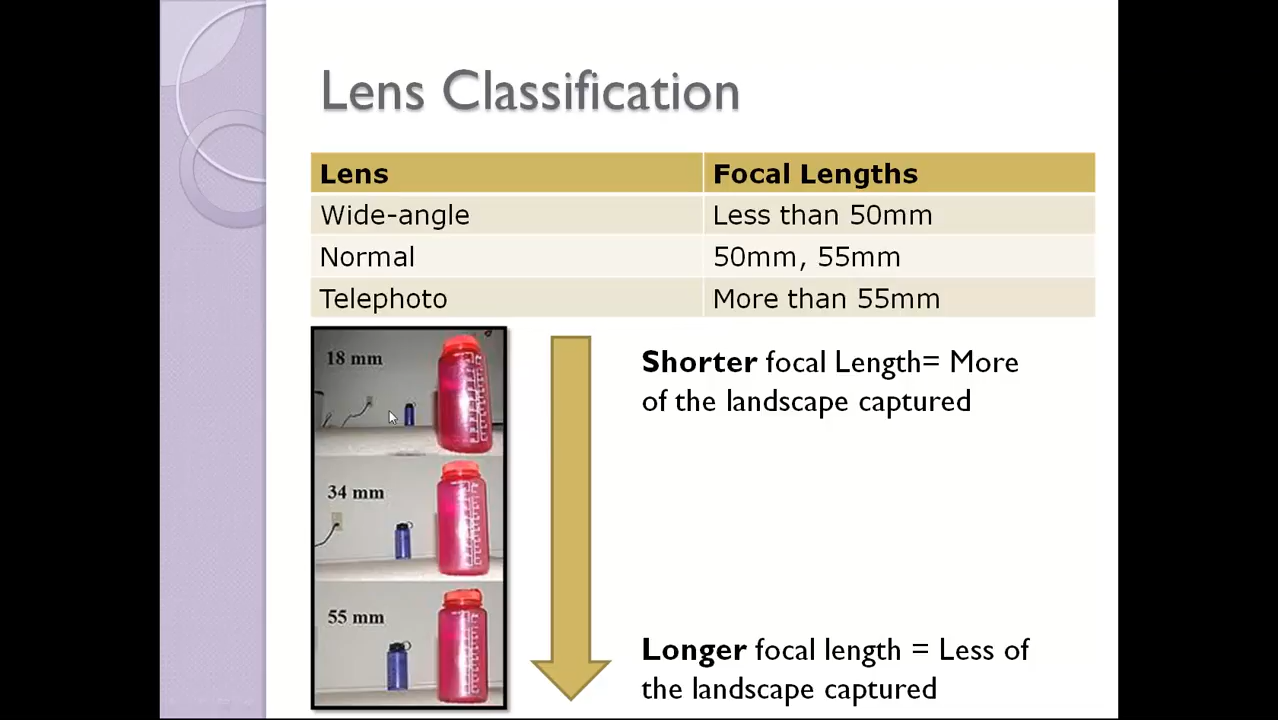 Lens Classification
Lens Focal Lengths
Wide-angle Less than 50mm
Normal 50mm, 55mm
Telephoto More than 55mm
18 mm
34 mm
55 mm
Shorter focal Length= More
of the landscape captured
Longer focal length = Less of
the landscape captured